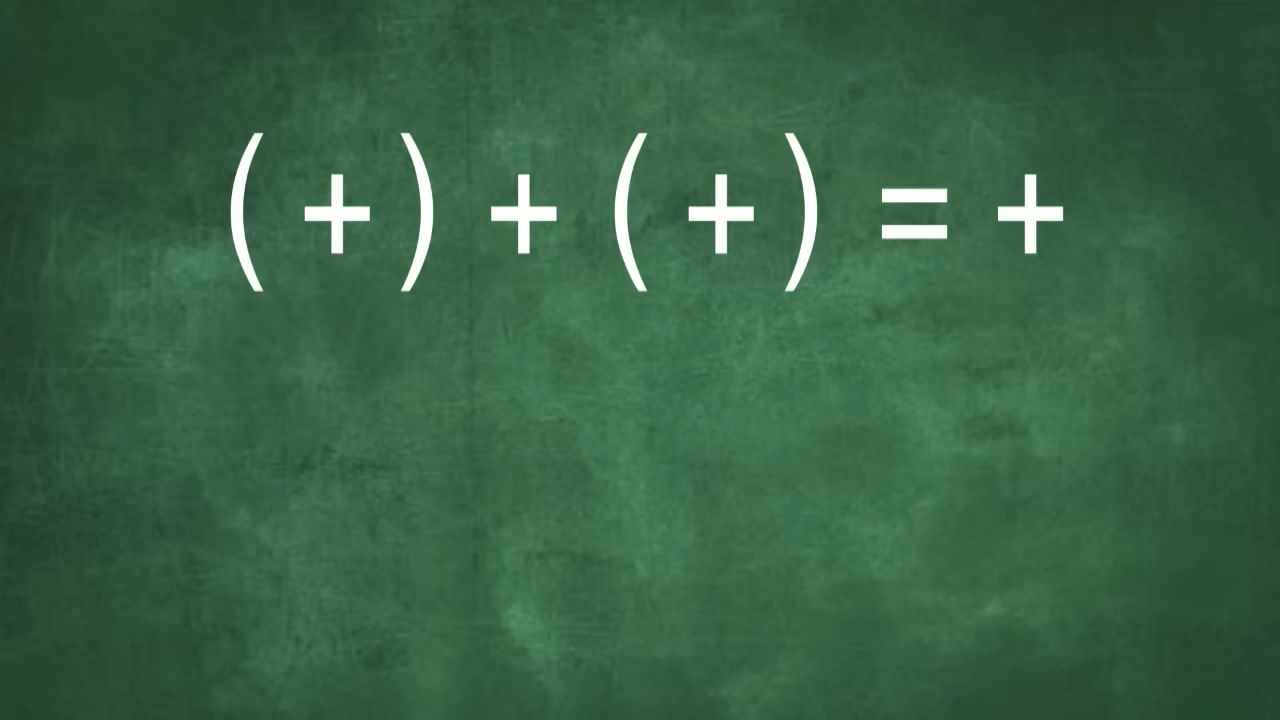 ( + ) + ( + ) = +